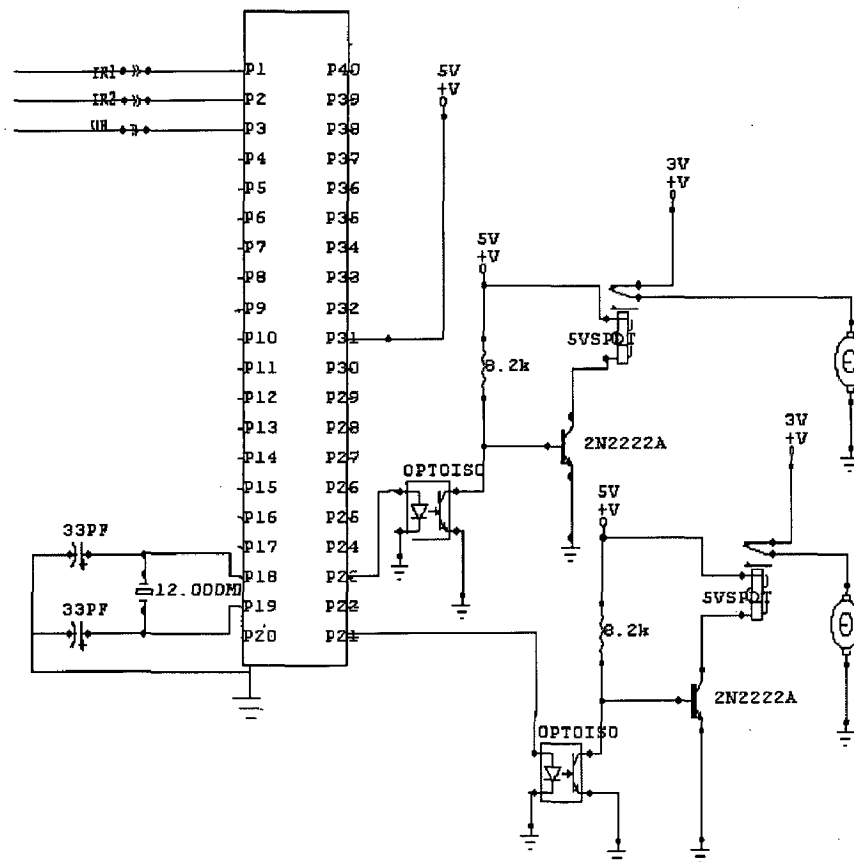 IR1
IR2
P1
P2
P3
P4
P5
P6
P7
P8
P9
P10
P11
P12
P13
P14
P15
P16
P17
P18
P19
P20
P40
P39
P38
P37
P36
P35
P34
P33
P32
P31
P30
P29
P28
P27
P26
P25
P24
P23
P22
P21
33PF
33PF
5V
+V
5V
+V
3V
+V
8.2k
5VSPDT
2N2222A
OPTOISO
3V
+V
5V
+V
8.2k
5VSPDT
2N2222A
OPTOISO